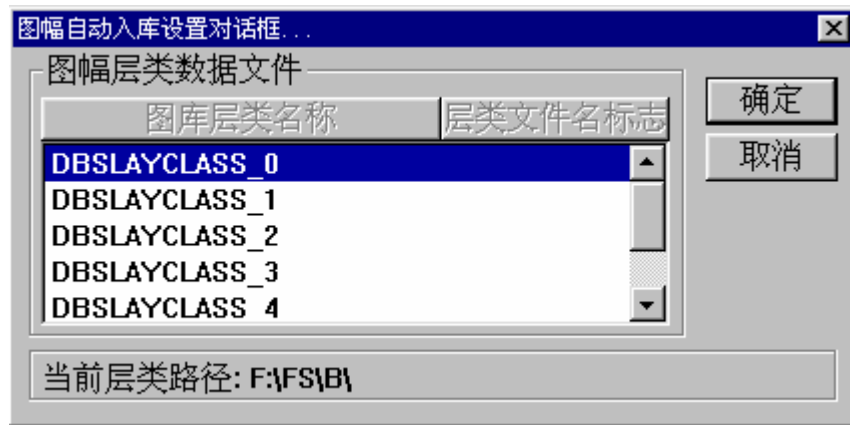 图幅自动入库设置对话框...
图幅层类数据文件
图库层类名称 层类文件名标志
确定
取消
DBSLAYCLASS_0
DBSLAYCLASS_1
DBSLAYCLASS_2
DBSLAYCLASS_3
DBSLAYCLASS_4
当前层类路径: F:\FS\B\